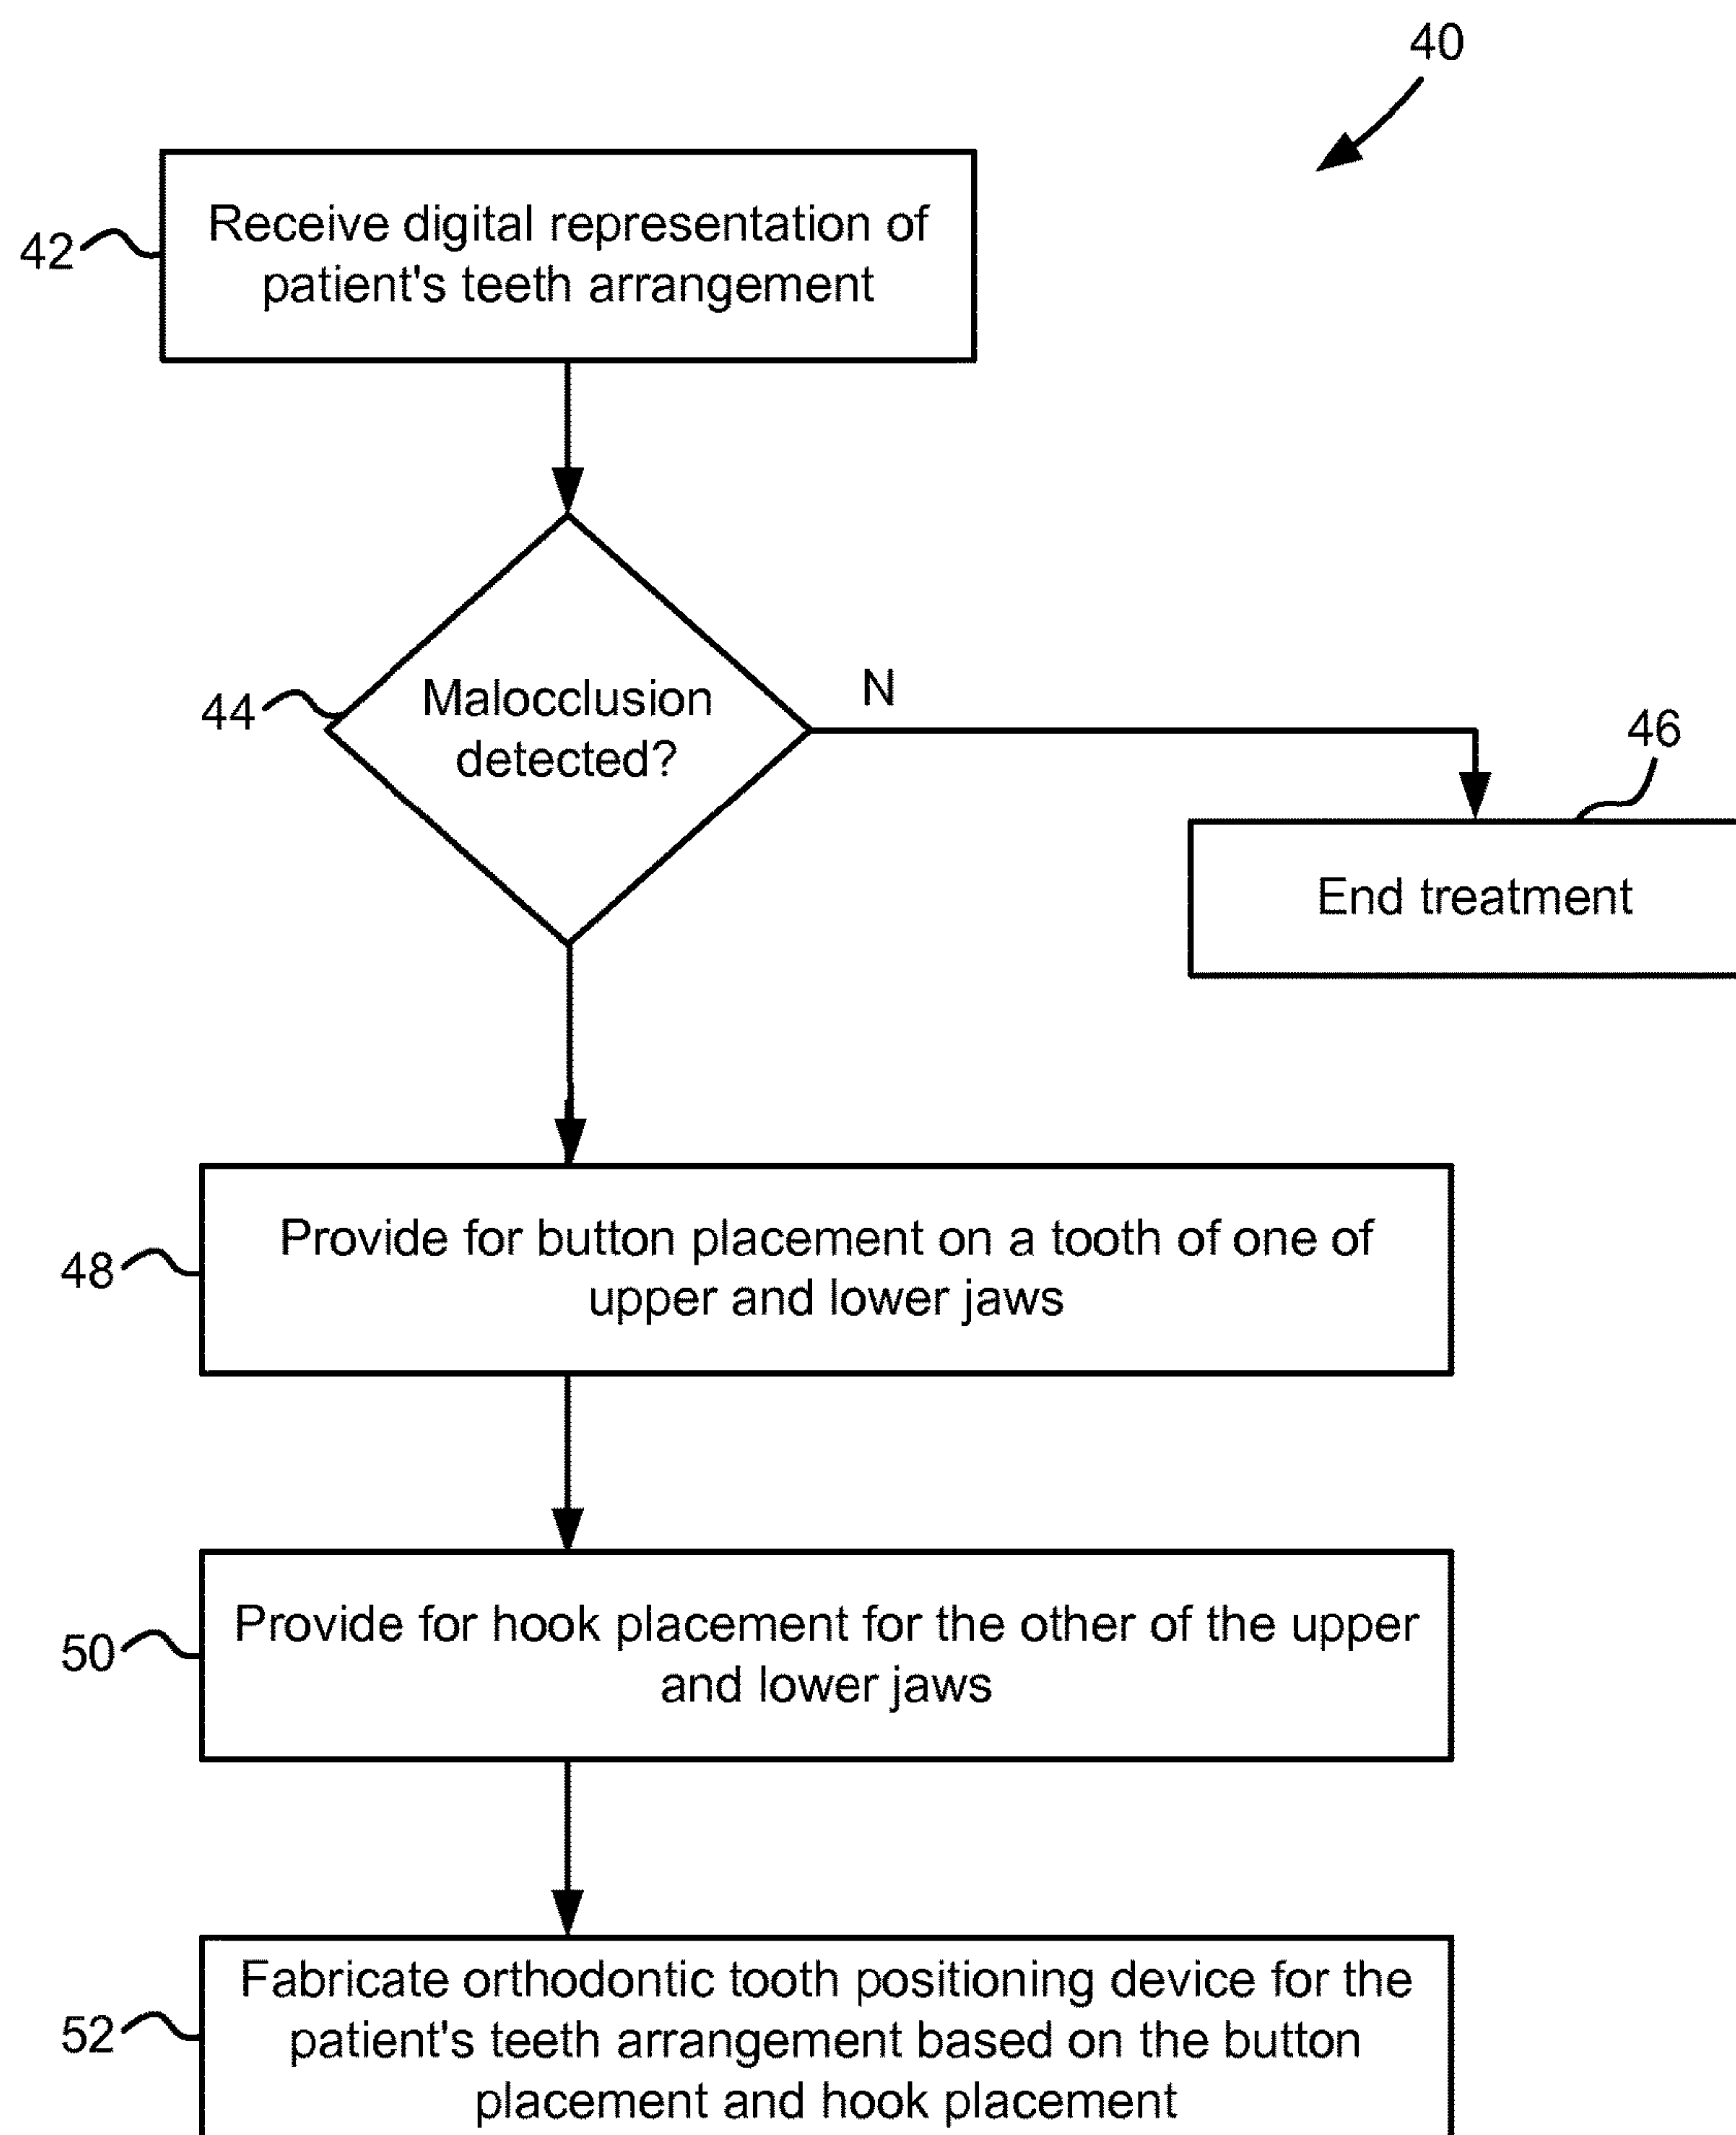 40
42
Receive digital representation of
patient's teeth arrangement
44
Malocclusion
detected?
N
46
End treatment
48
Provide for button placement on a tooth of one of
upper and lower jaws
50
Provide for hook placement for the other of the upper
and lower jaws
52
Fabricate orthodontic tooth positioning device for the
patient's teeth arrangement based on the button
placement and hook placement